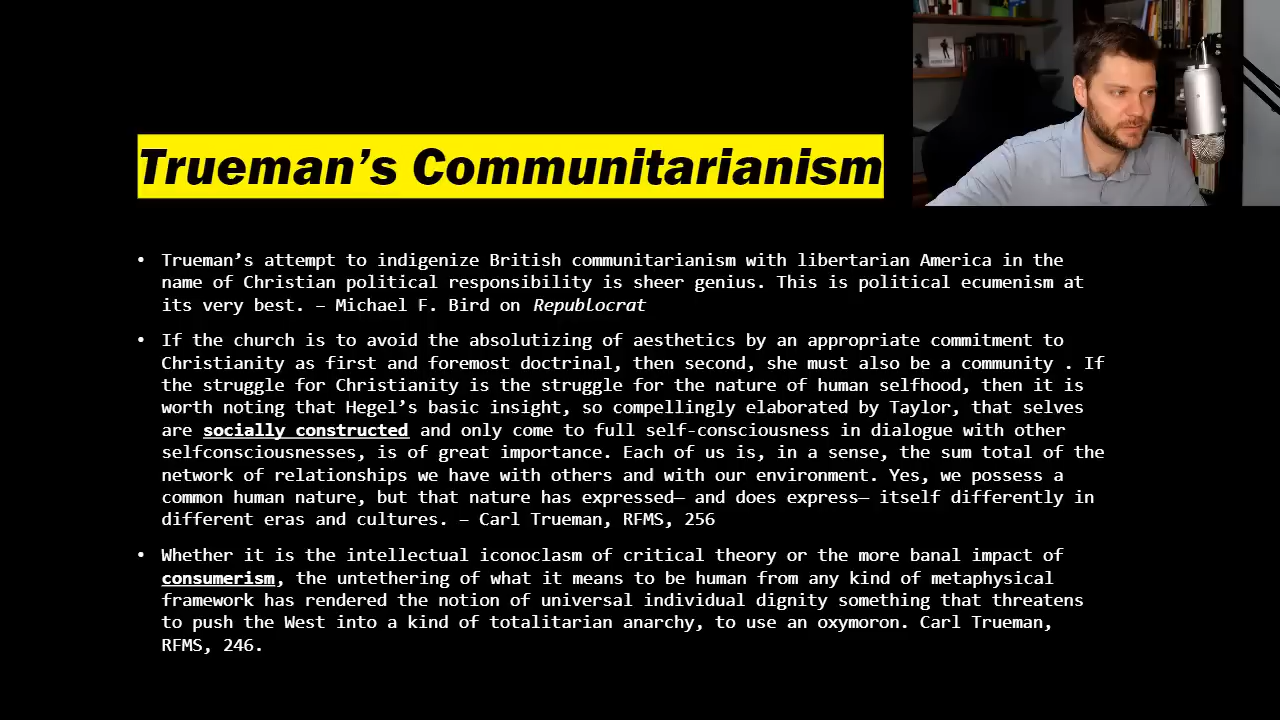 Trueman's Communitarianism
• Trueman's attempt to indigenize British communitarianism with libertarian America in the
name of Christian political responsibility is sheer genius. This is political ecumenism at
its very best. – Michael F. Bird on Republocrat
• If the church is to avoid the absolutizing of aesthetics by an appropriate commitment to
Christianity as first and foremost doctrinal, then second, she must also be a community . If
the struggle for Christianity is the struggle for the nature of human selfhood, then it is
worth noting that Hegel's basic insight, so compellingly elaborated by Taylor, that selves
are socially constructed and only come to full self-consciousness in dialogue with other
selfconsciousnesses, is of great importance. Each of us is, in a sense, the sum total of the
network of relationships we have with others and with our environment. Yes, we possess a
common human nature, but that nature has expressed— and does express— itself differently in
different eras and cultures. – Carl Trueman, RFMS, 256
• Whether it is the intellectual iconoclasm of critical theory or the more banal impact of
consumerism, the untethering of what it means to be human from any kind of metaphysical
framework has rendered the notion of universal individual dignity something that threatens
to push the West into a kind of totalitarian anarchy, to use an oxymoron. Carl Trueman,
RFMS, 246.